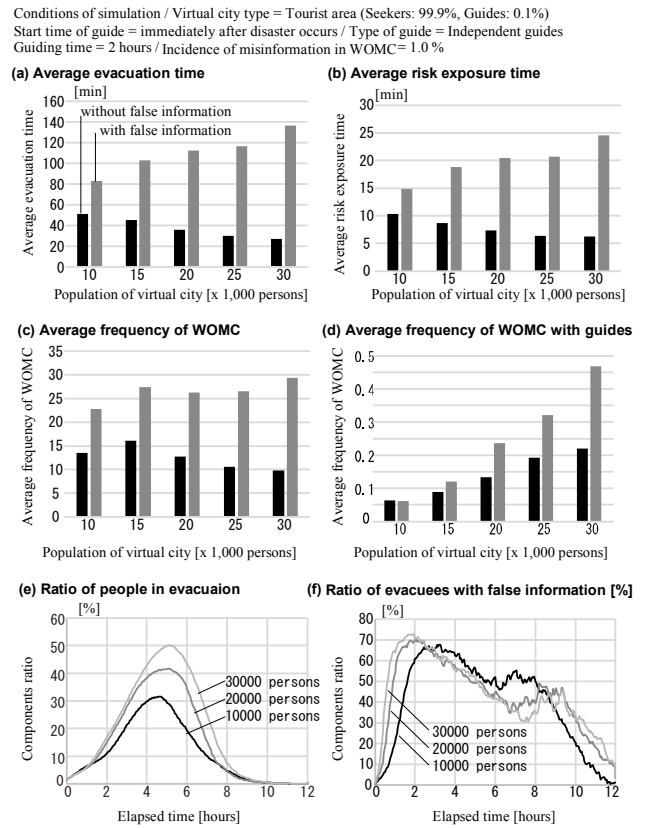 Conditions of simulation / Virtual city type = Tourist area (Seekers: 99.9%, Guides: 0.1%)
Start time of guide = immediately after disaster occurs / Type of guide = Independent guides
Guiding time = 2 hours / Incidence of misinformation in WOMC= 1.0 %
(a) Average evacuation time
[min]
without false information
with false information
Average evacuation time
160
140
120
100
80
60
40
20
0
10 15 20 25 30
Population of virtual city [x 1,000 persons]
(b) Average risk exposure time
[min]
Average risk exposure time
30
25
20
15
10
5
0
10 15 20 25 30
Population of virtual city [x 1,000 persons]
(c) Average frequency of WOMC
Average frequency of WOMC
35
30
25
20
15
10
5
0
10 15 20 25 30
Population of virtual city [x 1,000 persons]
(d) Average frequency of WOMC with guides
Average frequency of WOMC
0.5
0.4
0.3
0.2
0.1
0
10 15 20 25 30
Population of virtual city [x 1,000 persons]
(e) Ratio of people in evacuaion
[%]
Components ratio
60
50
40
30
20
10
0
30000 persons
20000 persons
10000 persons
0 2 4 6 8 10 12
Elapsed time [hours]
(f) Ratio of evacuees with false information [%]
[%]
Components ratio
80
70
60
50
40
30
20
10
0
30000 persons
20000 persons
10000 persons
0 2 4 6 8 10 12
Elapsed time [hours]